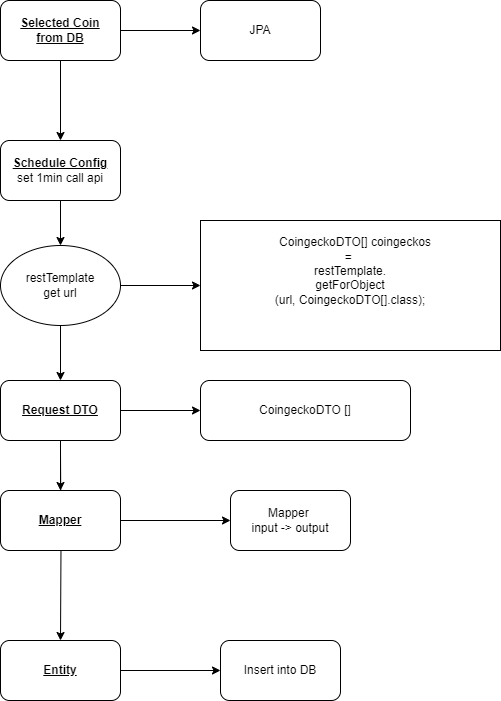 Selected Coin
from DB
JPA
Schedule Config
set 1min call api
restTemplate
get url
CoingeckoDTO[] coingeckos
=
restTemplate.
getForObject
(url, CoingeckoDTO[].class);
Request DTO
CoingeckoDTO []
Mapper
Mapper
input -> output
Entity
Insert into DB